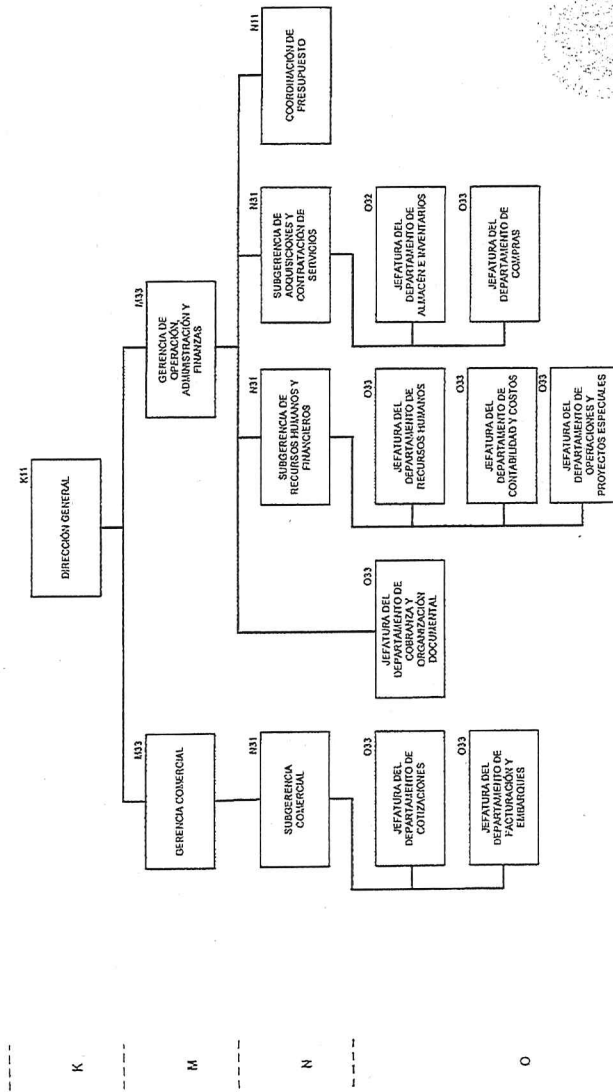 K
M
N
O
K11
DIRECCIÓN GENERAL
M33
GERENCIA COMERCIAL
M33
GERENCIA DE
OPERACIÓN,
ADMINISTRACIÓN Y
FINANZAS
N31
SUBGERENCIA
COMERCIAL
N31
SUBGERENCIA DE
RECURSOS HUMANOS Y
FINANCIEROS
N31
SUBGERENCIA DE
ADQUISICIONES Y
CONTRATACIÓN DE
SERVICIOS
N11
COORDINACIÓN DE
PRESUPUESTO
O33
JEFATURA DEL
DEPARTAMENTO DE
COTIZACIONES
O33
JEFATURA DEL
DEPARTAMENTO DE
COBRANZA Y
ORGANIZACIÓN
DOCUMENTAL
O33
JEFATURA DEL
DEPARTAMENTO DE
RECURSOS HUMANOS
O32
JEFATURA DEL
DEPARTAMENTO DE
ALMACÉN E INVENTARIOS
O33
JEFATURA DEL
DEPARTAMENTO DE
FACTURACIÓN Y
EMBARQUES
O33
JEFATURA DEL
DEPARTAMENTO DE
CONTABILIDAD Y COSTOS
O33
JEFATURA DEL
DEPARTAMENTO DE
COMPRAS
O33
JEFATURA DEL
DEPARTAMENTO DE
OPERACIONES Y
PROYECTOS ESPECIALES